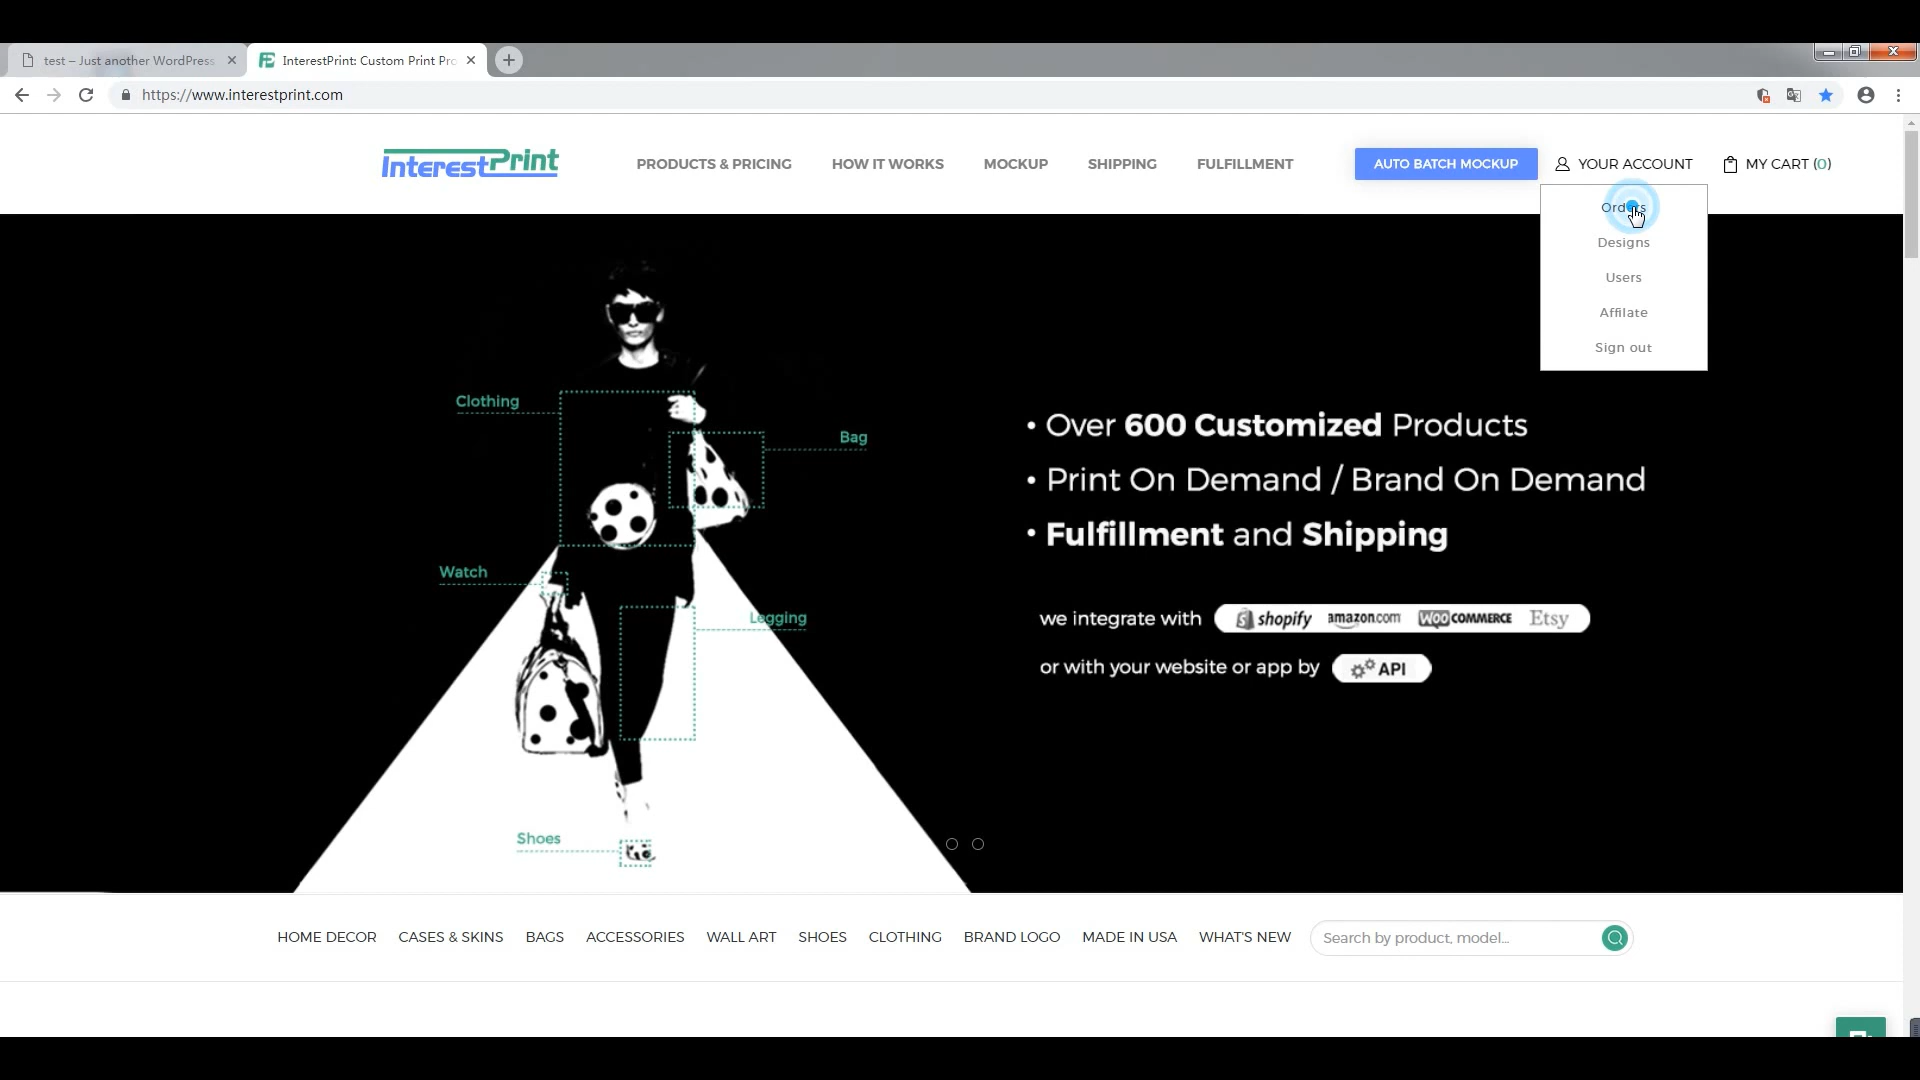 test – Just another WordPress
InterestPrint: Custom Print Pro
https://www.interestprint.com
InterestPrint
PRODUCTS & PRICING
HOW IT WORKS
MOCKUP
SHIPPING
FULFILLMENT
AUTO BATCH MOCKUP
YOUR ACCOUNT
MY CART (0)
Orders
Designs
Users
Affilate
Sign out
Clothing
Bag
Watch
Legging
Shoes
• Over 600 Customized Products
• Print On Demand / Brand On Demand
• Fulfillment and Shipping
we integrate with shopify amazon.com WOO COMMERCE Etsy
or with your website or app by API
HOME DECOR
CASES & SKINS
BAGS
ACCESSORIES
WALL ART
SHOES
CLOTHING
BRAND LOGO
MADE IN USA
WHAT'S NEW
Search by product, model...